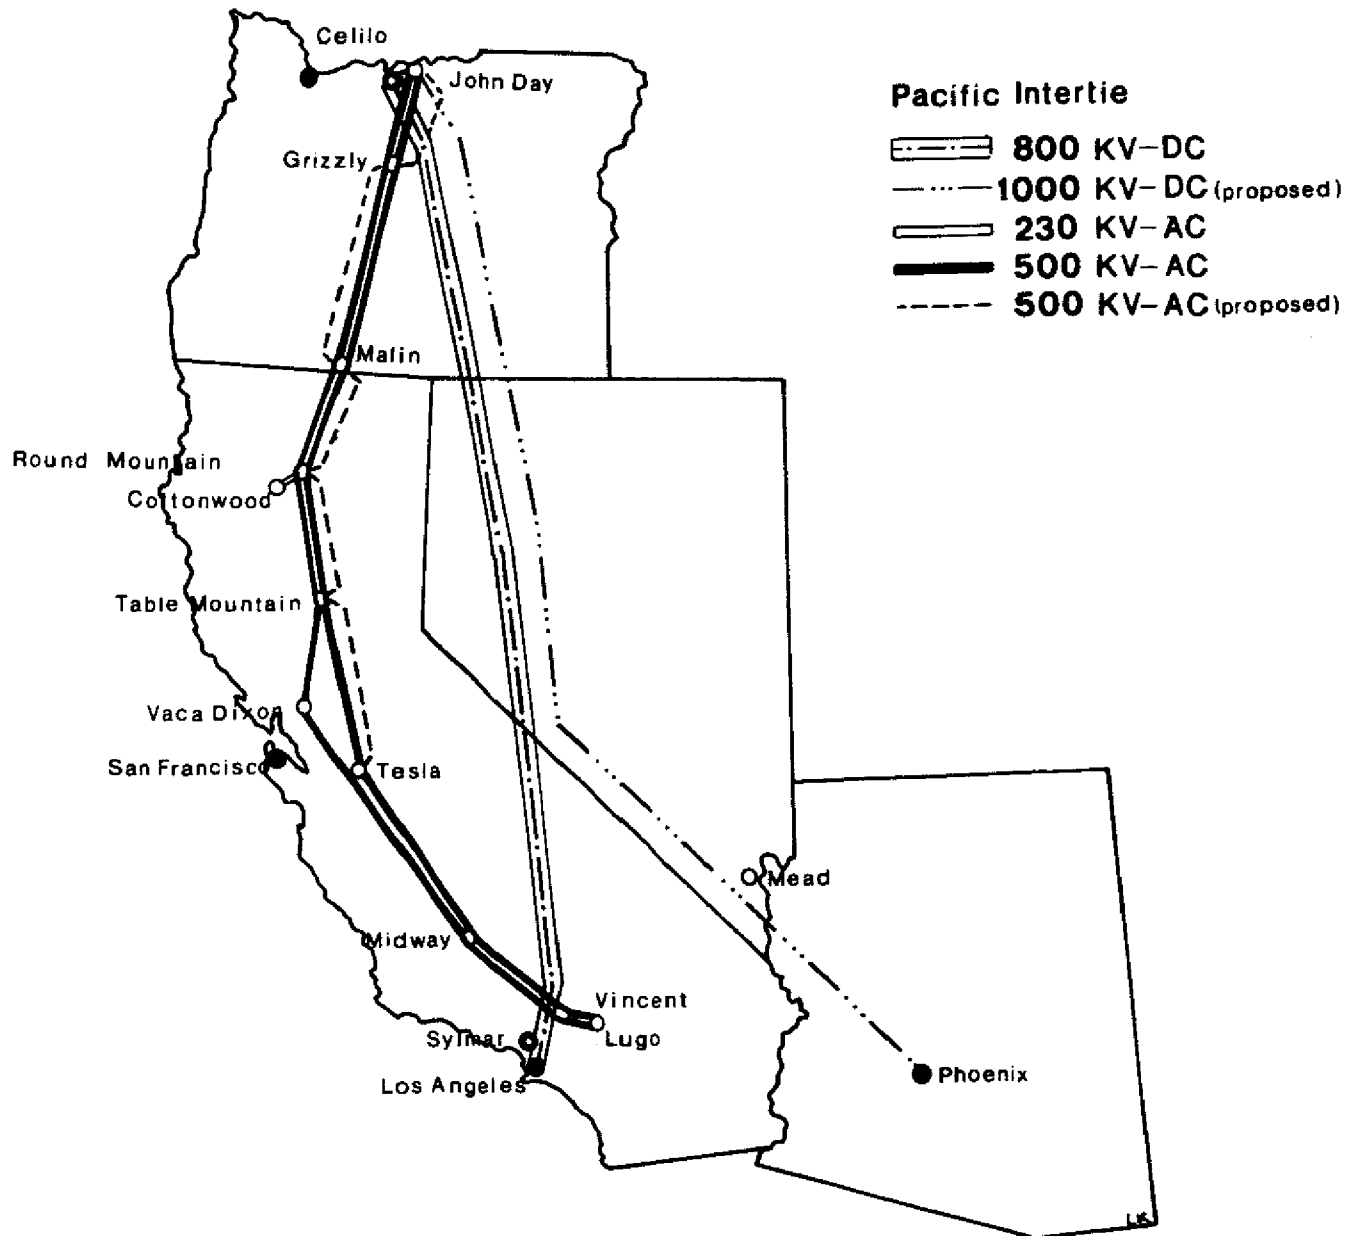 Celilo
John Day
Grizzly
Malin
Round Mountain
Cottonwood
Table Mountain
Vaca Dixon
San Francisco
Tesla
Mead
Midway
Vincent
Sylmar
Lugo
Los Angeles
Phoenix
LK
Pacific Intertie
800 KV-DC
1000 KV-DC (proposed)
230 KV-AC
500 KV-AC
500 KV-AC (proposed)